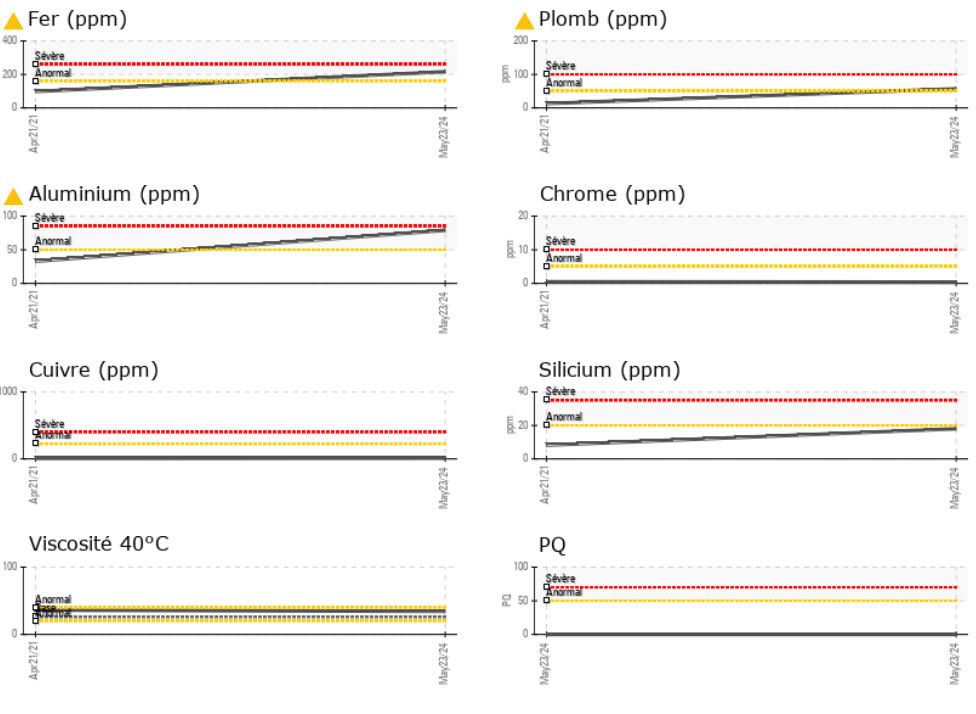 Fer (ppm)
400
200
0
Sévère
Anormal
Apr21/21
May23/24
Plomb (ppm)
200
100
0
ppm
Sévère
Anormal
Apr21/21
May23/24
Aluminium (ppm)
100
50
0
Sévère
Anormal
Apr21/21
May23/24
Chrome (ppm)
20
10
0
ppm
Sévère
Anormal
Apr21/21
May23/24
Cuivre (ppm)
1000
0
Sévère
Anormal
Apr21/21
May23/24
Silicium (ppm)
40
20
0
ppm
Sévère
Anormal
Apr21/21
May23/24
Viscosité 40°C
100
0
Anormal
Base
Anormal
Apr21/21
May23/24
PQ
100
50
0
PQ
Sévère
Anormal
May23/24
May23/24